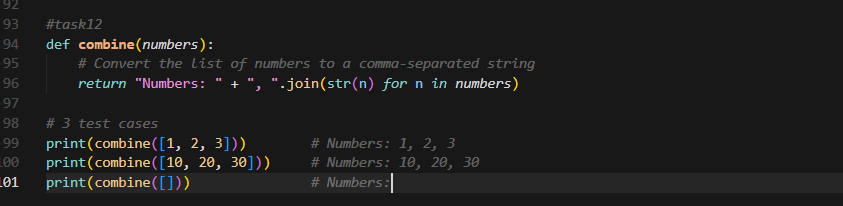 92
93 #task12
94 def combine(numbers):
95 # Convert the list of numbers to a comma-separated string
96 return "Numbers: " + ", ".join(str(n) for n in numbers)
97
98 # 3 test cases
99 print(combine([1, 2, 3])) # Numbers: 1, 2, 3
100 print(combine([10, 20, 30])) # Numbers: 10, 20, 30
101 print(combine([])) # Numbers: